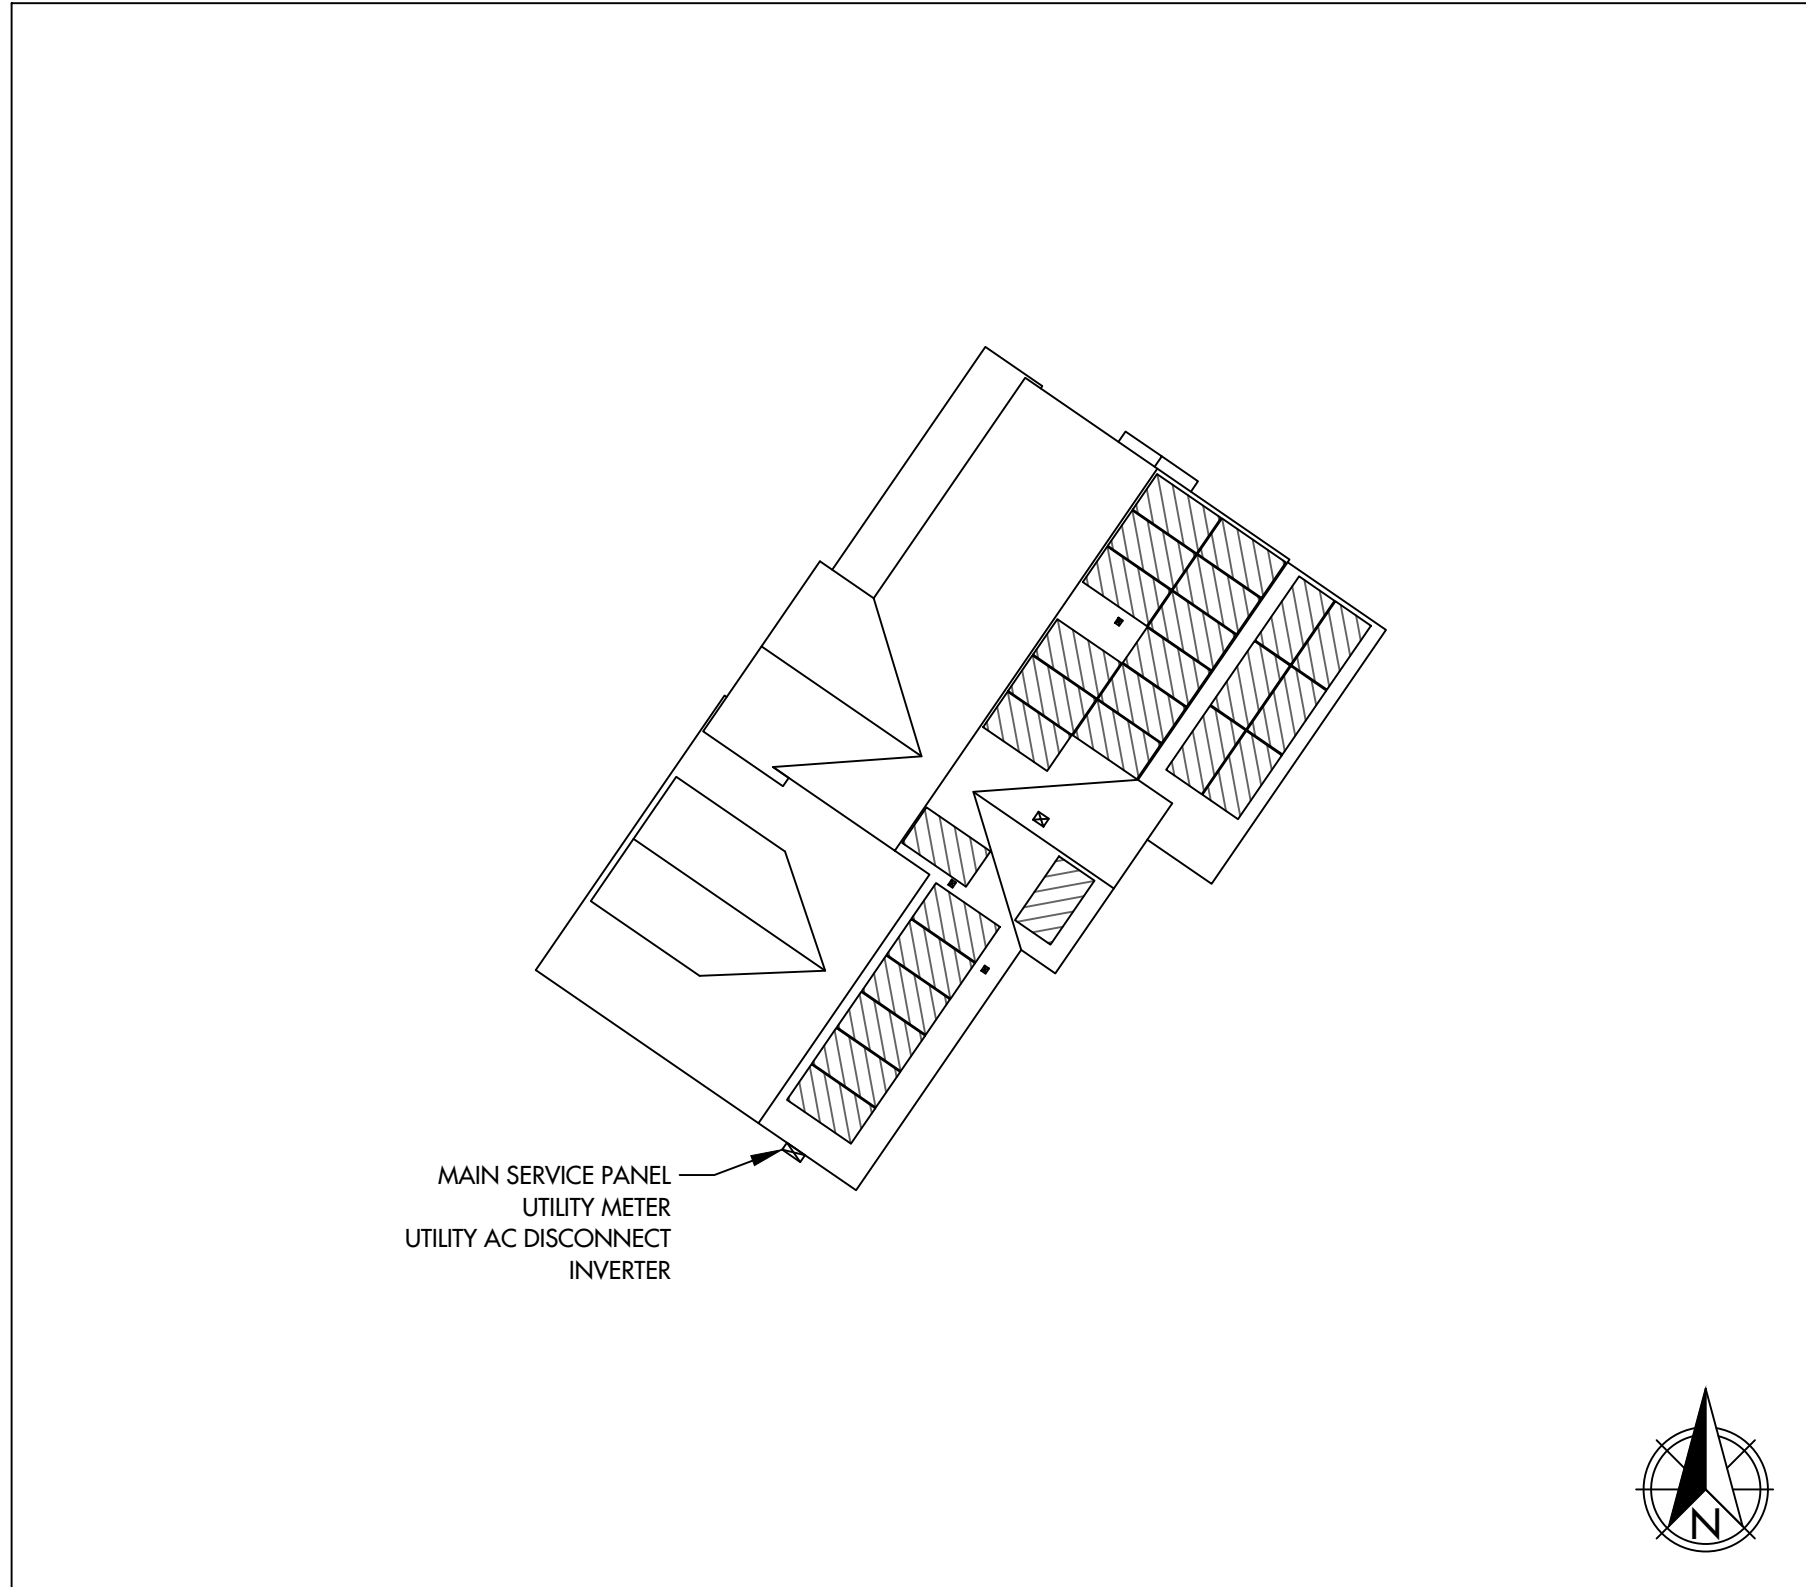 MAIN SERVICE PANEL
UTILITY METER
UTILITY AC DISCONNECT
INVERTER
N